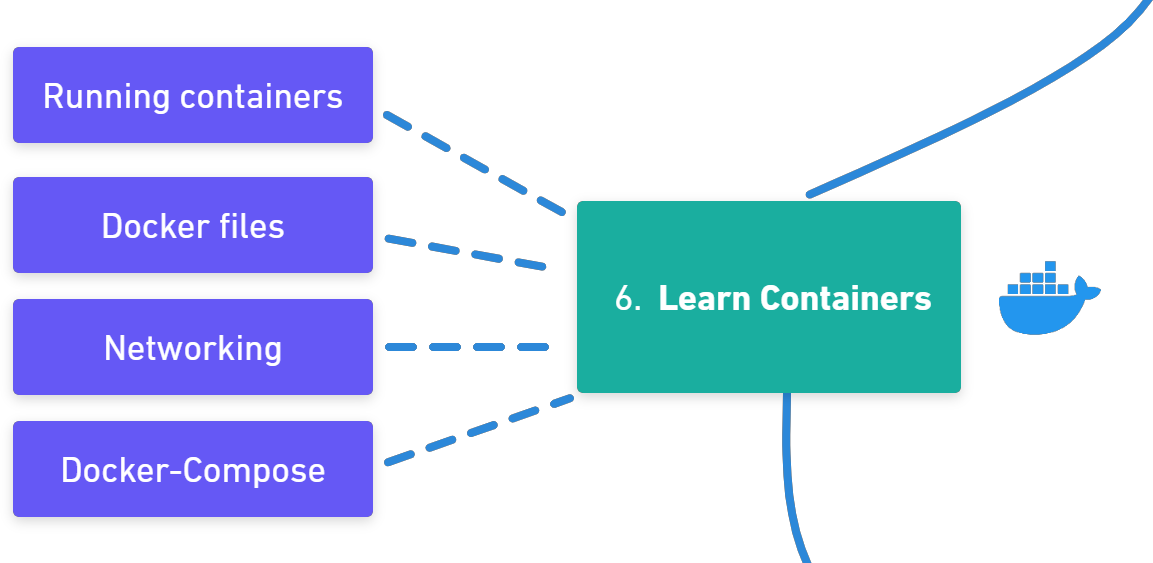 Running containers
Docker files
Networking
Docker-Compose
6. Learn Containers